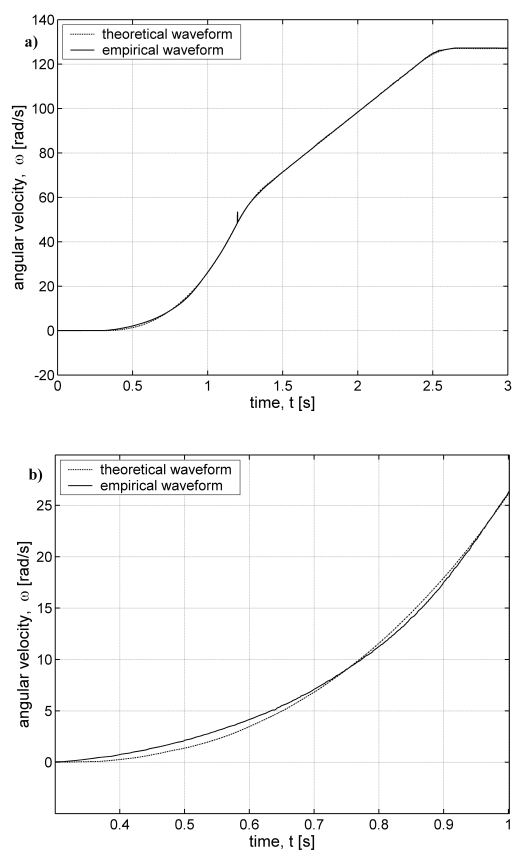 a)
theoretical waveform
empirical waveform
angular velocity, ω [rad/s]
140
120
100
80
60
40
20
0
-20
0 0.5 1 1.5 2 2.5 3
time, t [s]
b)
theoretical waveform
empirical waveform
angular velocity, ω [rad/s]
25
20
15
10
5
0
0.4 0.5 0.6 0.7 0.8 0.9 1
time, t [s]